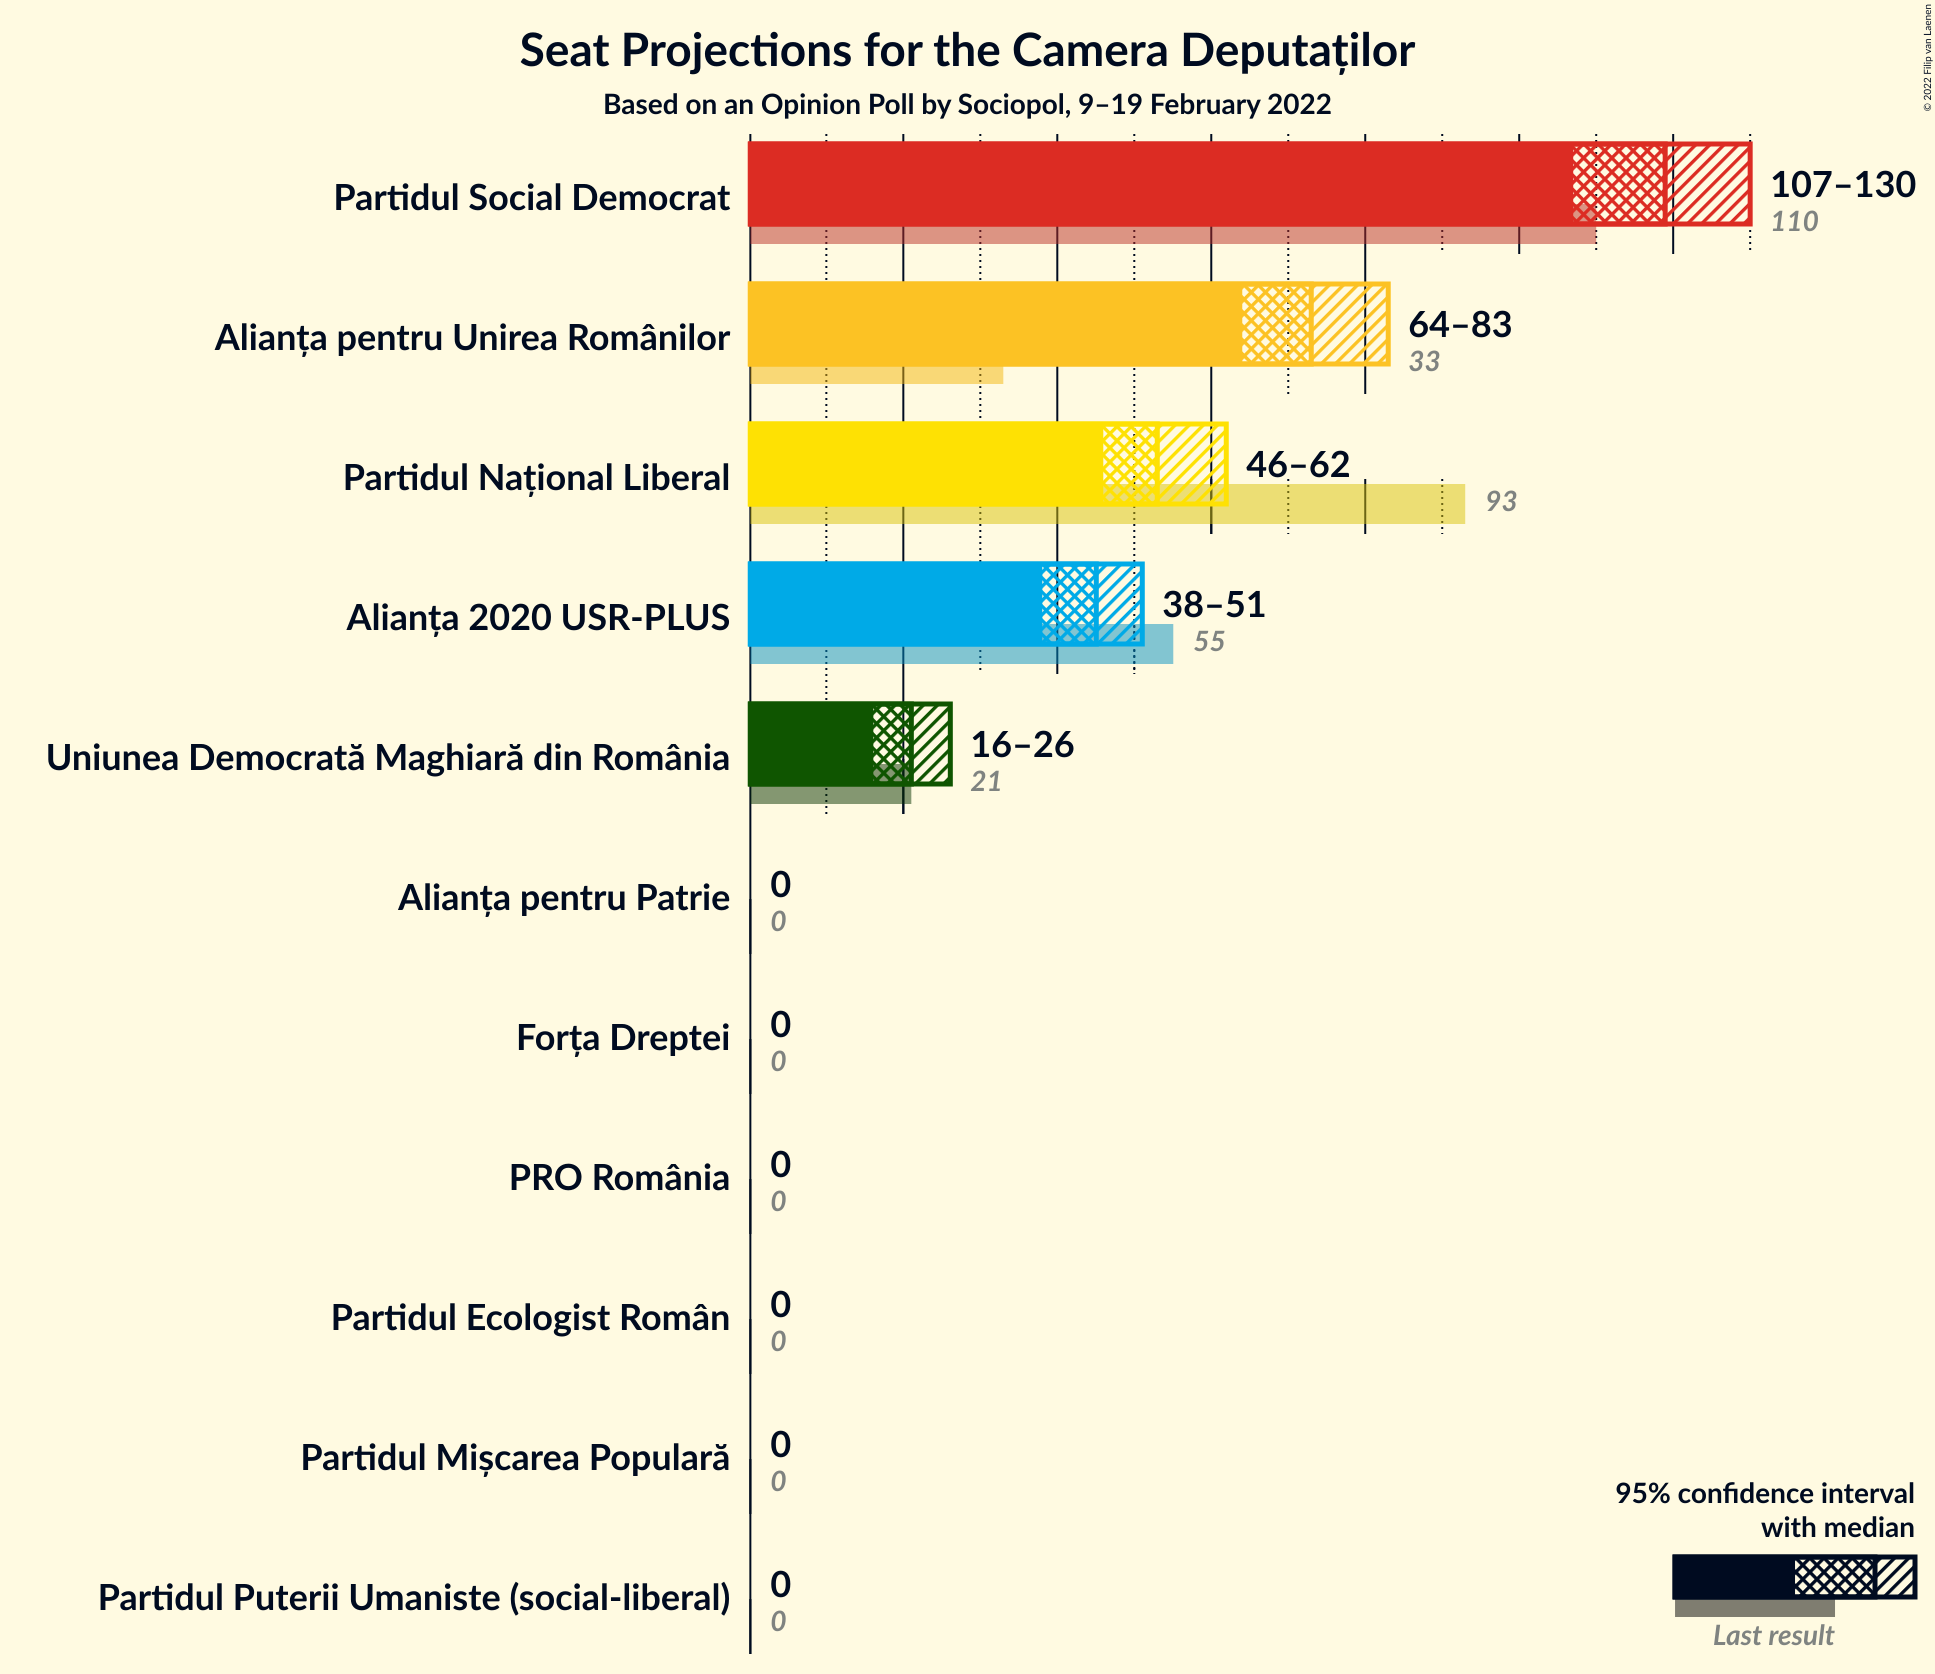 Seat Projections for the Camera Deputaților
Based on an Opinion Poll by Sociopol, 9–19 February 2022
© 2022 Filip van Laenen
Partidul Social Democrat
107–130
110
Alianța pentru Unirea Românilor
64–83
33
Partidul Național Liberal
46–62
93
Alianța 2020 USR-PLUS
38–51
55
Uniunea Democrată Maghiară din România
16–26
21
Alianța pentru Patrie
0
0
Forța Dreptei
0
0
PRO România
0
0
Partidul Ecologist Român
0
0
Partidul Mișcarea Populară
0
0
Partidul Puterii Umaniste (social-liberal)
0
0
95% confidence interval
with median
Last result